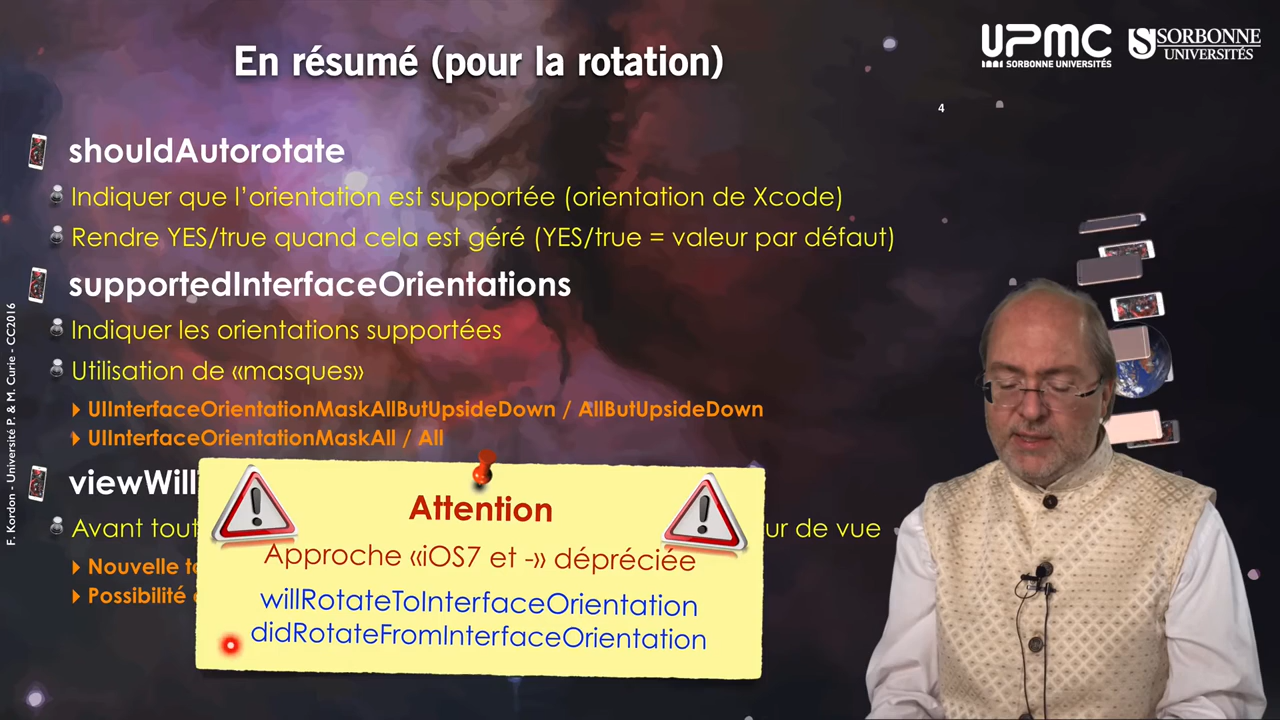 En résumé (pour la rotation)
UPMC
SORBONNE UNIVERSITÉS
S SORBONNE
UNIVERSITÉS
4
shouldAutorotate
Indiquer que l’orientation est supportée (orientation de Xcode)
Rendre YES/true quand cela est géré (YES/true = valeur par défaut)
supportedInterfaceOrientations
Indiquer les orientations supportées
Utilisation de «masques»
UIInterfaceOrientationMaskAllButUpsideDown / AllButUpsideDown
UIInterfaceOrientationMaskAll / All
viewWill
Avant tout
ur de vue
Nouvelle
Possibilité
Attention
Approche «iOS7 et -» dépréciée
willRotateToInterfaceOrientation
didRotateFromInterfaceOrientation
F. Kordon - Université P. & M. Curie - CC2016